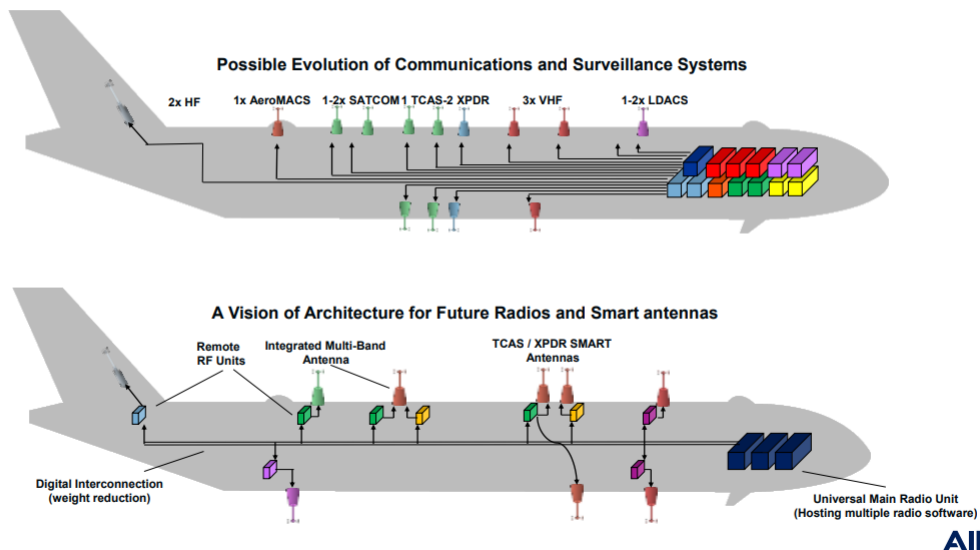 Possible Evolution of Communications and Surveillance Systems
2x HF
1x AeroMACS
1-2x SATCOM
1 TCAS-2 XPDR
3x VHF
1-2x LDACS
A Vision of Architecture for Future Radios and Smart antennas
Remote
RF Units
Integrated Multi-Band
Antenna
TCAS / XPDR SMART
Antennas
Digital Interconnection
(weight reduction)
Universal Main Radio Unit
(Hosting multiple radio software)